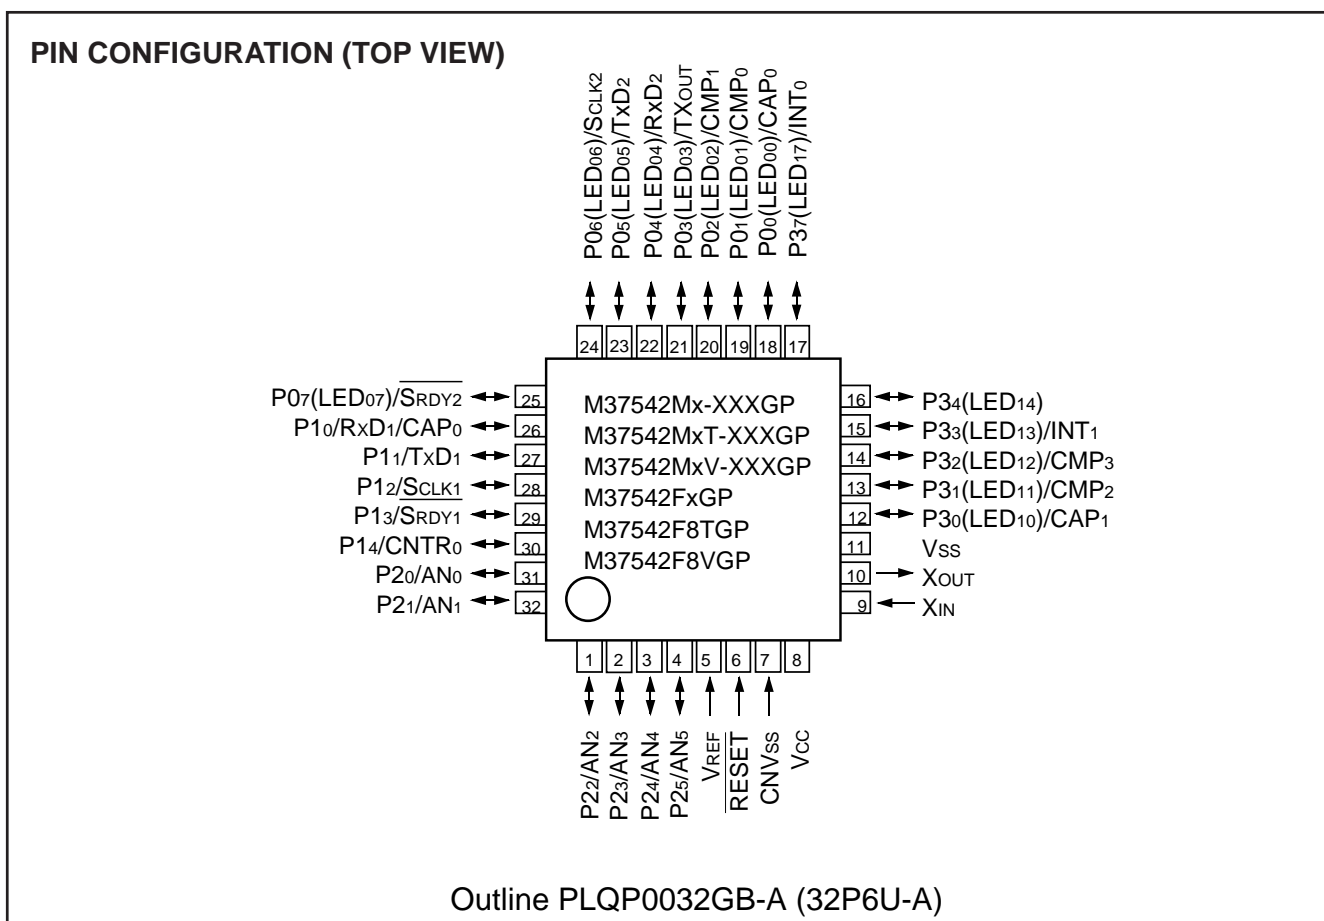 PIN CONFIGURATION (TOP VIEW)
P06(LED06)/SCLK2
P05(LED05)/TxD2
P04(LED04)/RxD2
P03(LED03)/TXOUT
P02(LED02)/CMP1
P01(LED01)/CMP0
P00(LED00)/CAP0
P37(LED17)/INT0
24 23 22 21 20 19 18 17
P07(LED07)/SRDY2 25
P10/RxD1/CAP0 26
P11/TxD1 27
P12/SCLK1 28
P13/SRDY1 29
P14/CNTR0 30
P20/AN0 31
P21/AN1 32
M37542Mx-XXXGP
M37542MxT-XXXGP
M37542MxV-XXXGP
M37542FxGP
M37542F8TGP
M37542F8VGP
16 P34(LED14)
15 P33(LED13)/INT1
14 P32(LED12)/CMP3
13 P31(LED11)/CMP2
12 P30(LED10)/CAP1
11 VSS
10 XOUT
9 XIN
1 2 3 4 5 6 7 8
P22/AN2
P23/AN3
P24/AN4
P25/AN5
VREF
RESET
CNVSS
VCC
Outline PLQP0032GB-A (32P6U-A)